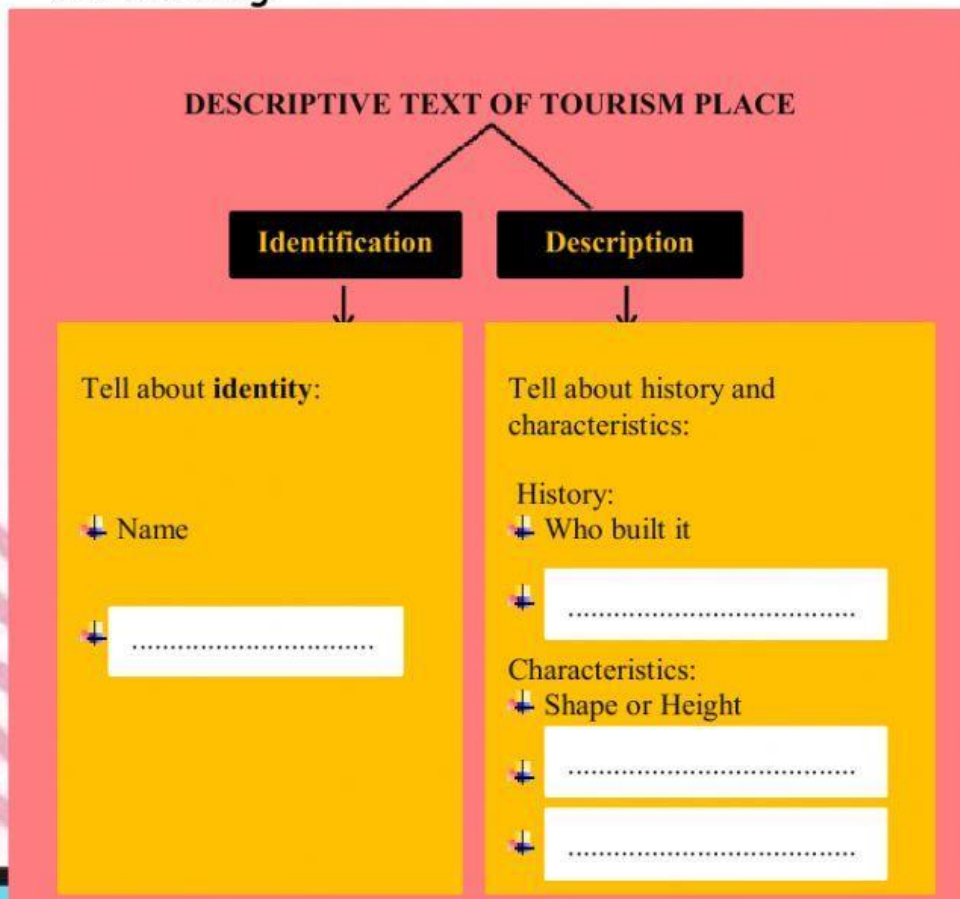 DESCRIPTIVE TEXT OF TOURISM PLACE
Identification
Description
Tell about identity:
Name
................................
Tell about history and
characteristics:
History:
Who built it
......................................
Characteristics:
Shape or Height
......................................
......................................